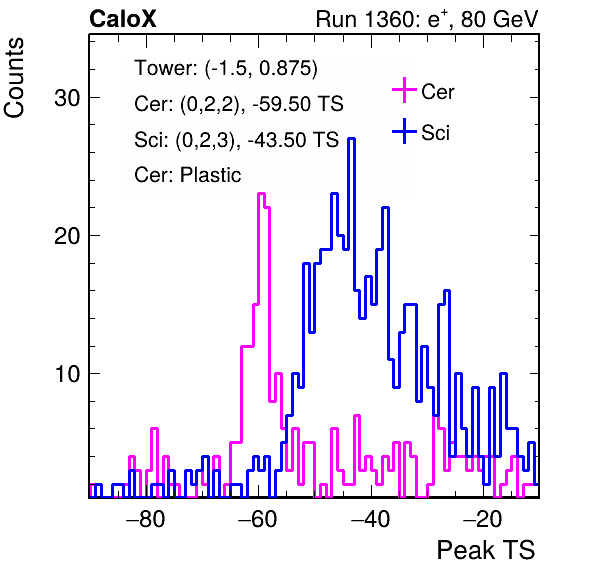 CaloX Run 1360: e⁺, 80 GeV
Counts
Tower: (-1.5, 0.875)
Cer: (0,2,2), -59.50 TS
Sci: (0,2,3), -43.50 TS
Cer: Plastic
Cer
Sci
30
20
10
−80 −60 −40 −20
Peak TS